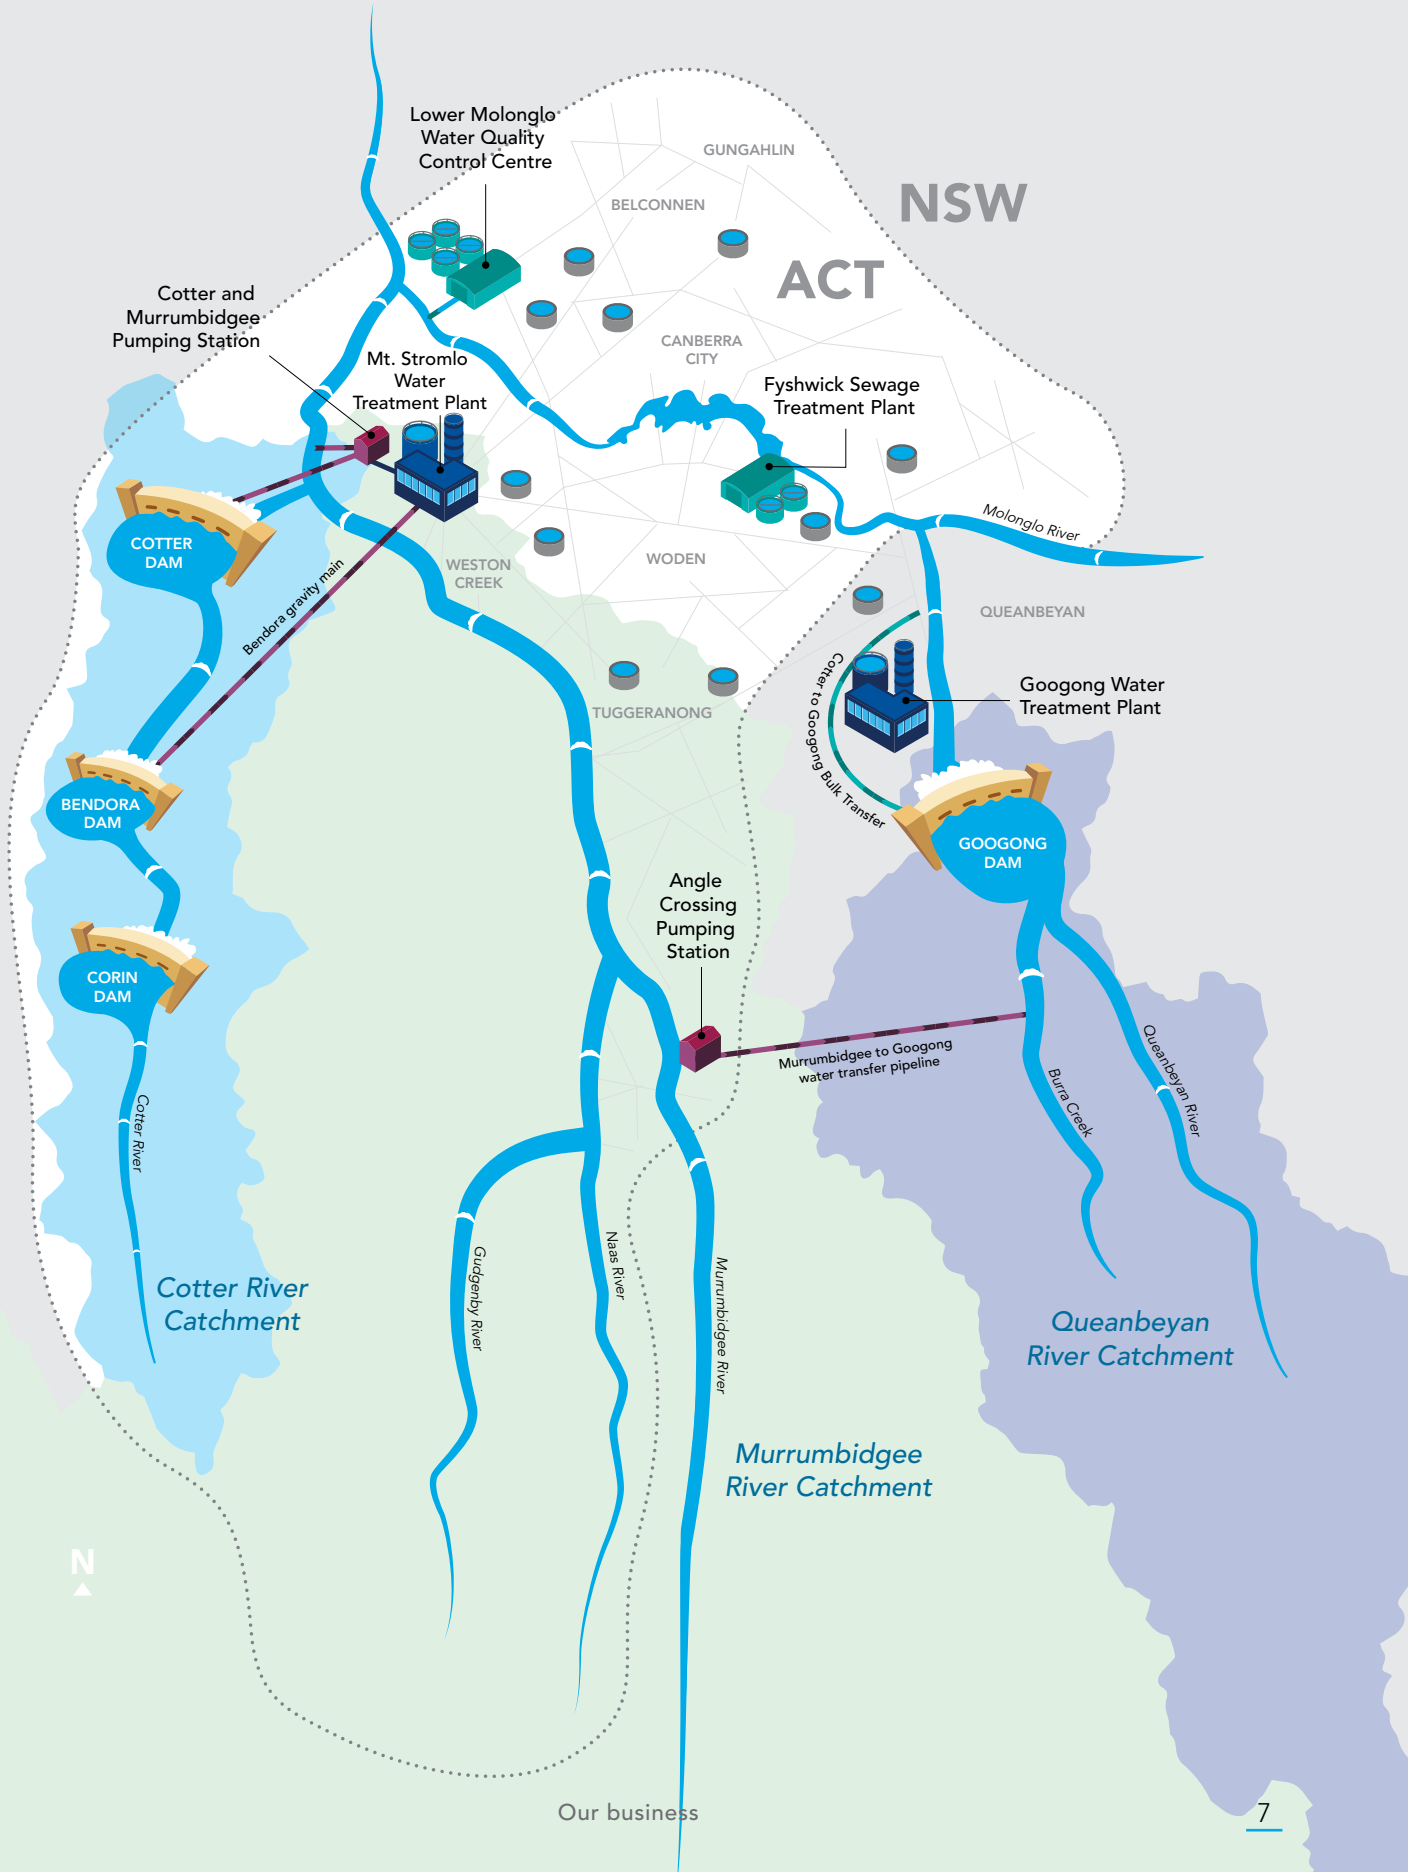 Lower Molonglo
Water Quality
Control Centre
GUNGAHLIN
BELCONNEN
NSW
ACT
Cotter and
Murrumbidgee
Pumping Station
Mt. Stromlo
Water
Treatment Plant
CANBERRA
CITY
Fyshwick Sewage
Treatment Plant
Molonglo River
COTTER
DAM
WESTON
CREEK
WODEN
Bendora gravity main
QUEANBEYAN
Cotter to Googong Bulk Transfer
Googong Water
Treatment Plant
TUGGERANONG
BENDORA
DAM
GOOGONG
DAM
Angle
Crossing
Pumping
Station
CORIN
DAM
Murrumbidgee to Googong
water transfer pipeline
Queanbeyan River
Burra Creek
Cotter River
Gudgenby River
Naas River
Murrumbidgee River
Cotter River
Catchment
Queanbeyan
River Catchment
Murrumbidgee
River Catchment
N
Our business
7